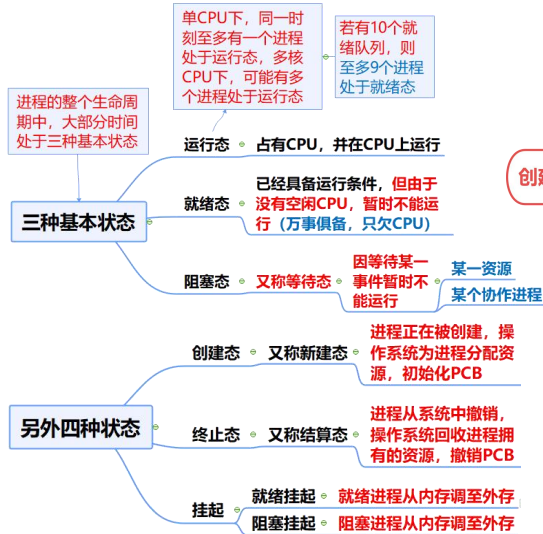 单CPU下，同一时
刻至多有一个进程
处于运行态，多核
CPU下，可能有多
个进程处于运行态
若有10个就
绪队列，则
至多9个进程
处于就绪态
进程的整个生命周
期中，大部分时间
处于三种基本状态
三种基本状态
运行态
占有CPU，并在CPU上运行
就绪态
已经具备运行条件，但由于
没有空闲CPU，暂时不能运
行（万事俱备，只欠CPU）
阻塞态
又称等待态
因等待某一
事件暂时不
能运行
某一资源
某个协作进程
创建
另外四种状态
创建态
又称新建态
进程正在被创建，操
作系统为进程分配资
源，初始化PCB
终止态
又称结算态
进程从系统中撤销，
操作系统回收进程拥
有的资源，撤销PCB
挂起
就绪挂起
就绪进程从内存调至外存
阻塞挂起
阻塞进程从内存调至外存